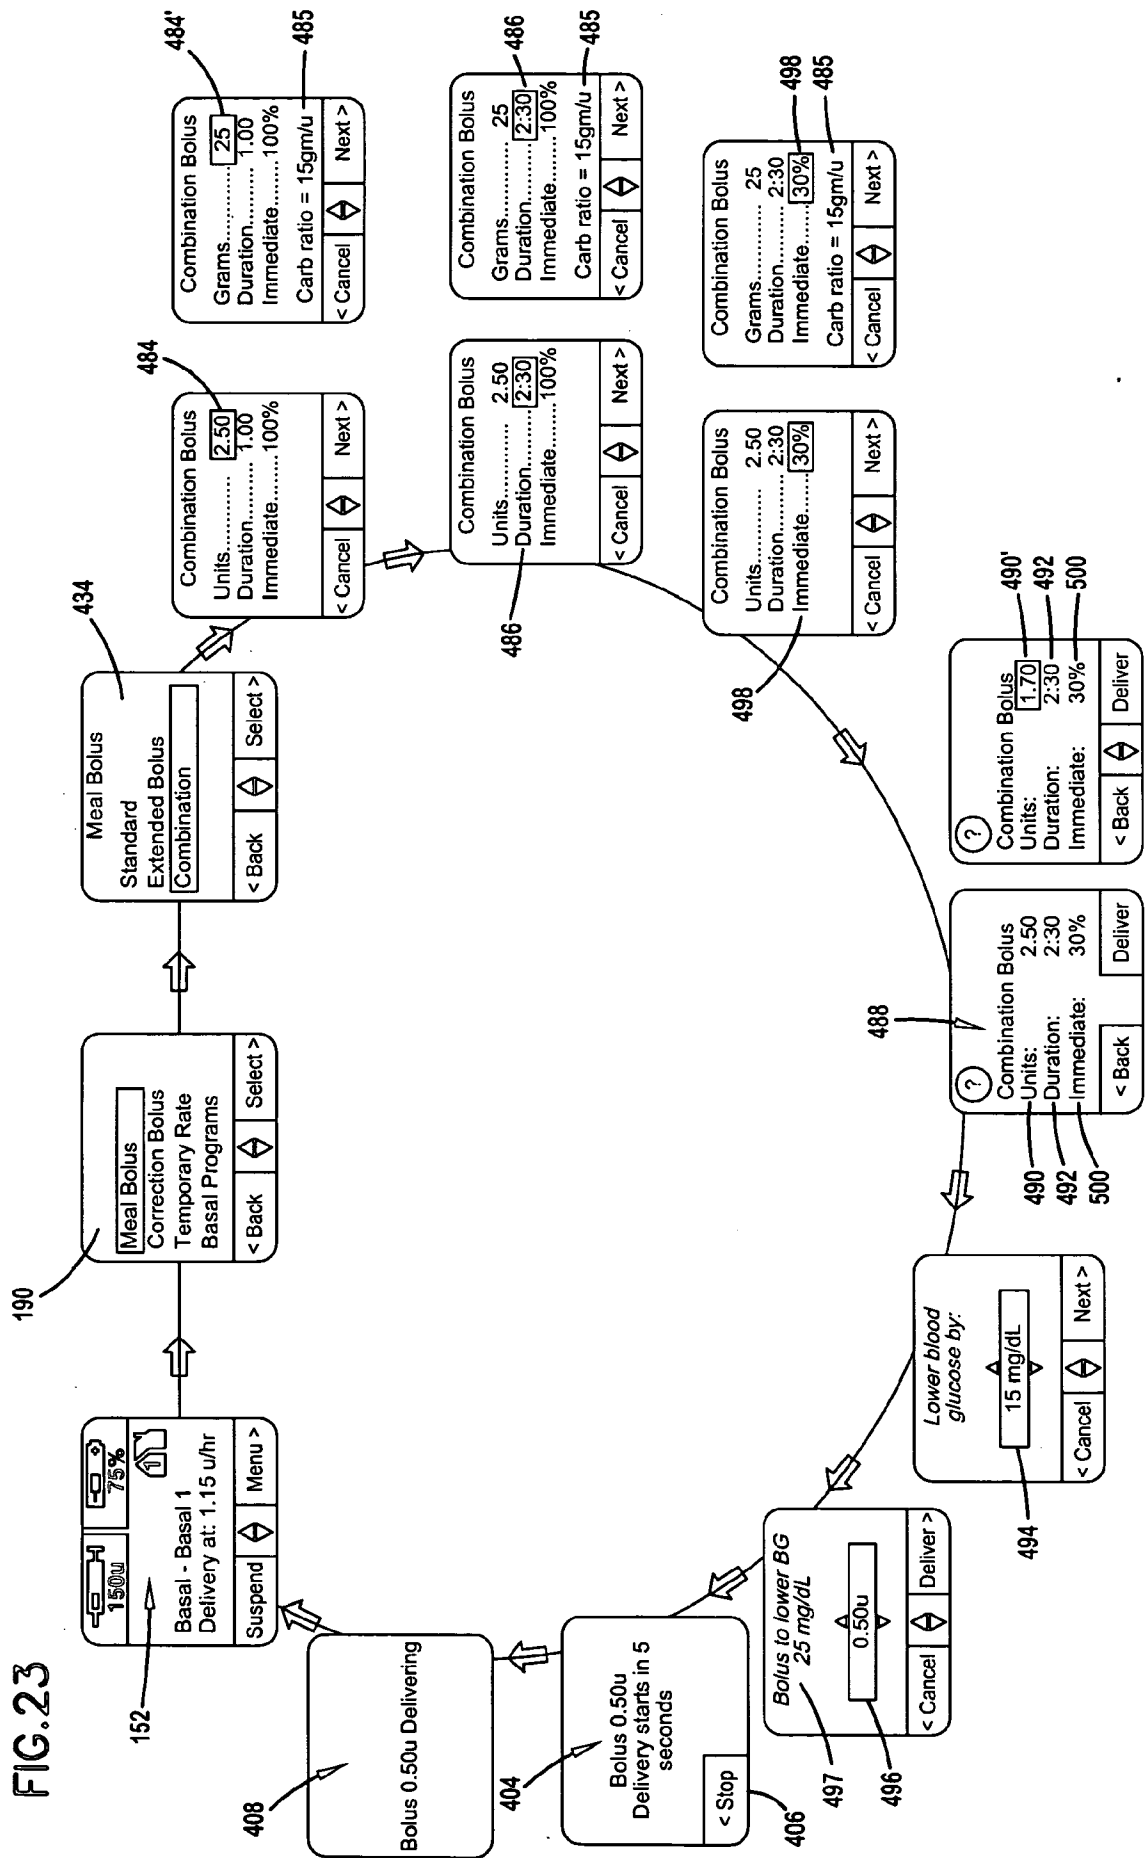 FIG.23
152
150u
75%
1
Basal - Basal 1
Delivery at: 1.15 u/hr
Suspend
Menu >
190
Meal Bolus
Correction Bolus
Temporary Rate
Basal Programs
< Back
Select >
434
Meal Bolus
Standard
Extended Bolus
Combination
< Back
Select >
484
Combination Bolus
Units.............. 2.50
Duration........... 1.00
Immediate........100%
< Cancel
Next >
484'
Combination Bolus
Grams.......... 25
Duration........... 1.00
Immediate........100%
Carb ratio = 15gm/u
485
< Cancel
Next >
486
Combination Bolus
Units.......... 2.50
Duration.......... 2:30
Immediate........100%
< Cancel
Next >
486
Combination Bolus
Grams.......... 25
Duration.......... 2:30
Immediate........100%
Carb ratio = 15gm/u
485
< Cancel
Next >
498
Combination Bolus
Units.......... 2.50
Duration.......... 2:30
Immediate........30%
< Cancel
Next >
498
Combination Bolus
Grams.......... 25
Duration.......... 2:30
Immediate........30%
Carb ratio = 15gm/u
485
< Cancel
Next >
488
?
Combination Bolus
490
Units: 2.50
492
Duration: 2:30
500
Immediate: 30%
< Back
Deliver
?
Combination Bolus
Units: 1.70
490'
Duration: 2:30
492
Immediate: 30%
500
< Back
Deliver
Lower blood
glucose by:
15 mg/dL
494
< Cancel
Next >
Bolus to lower BG
25 mg/dL
497
0.50u
496
< Cancel
Deliver >
404
Bolus 0.50u
Delivery starts in 5
seconds
< Stop
406
408
Bolus 0.50u Delivering